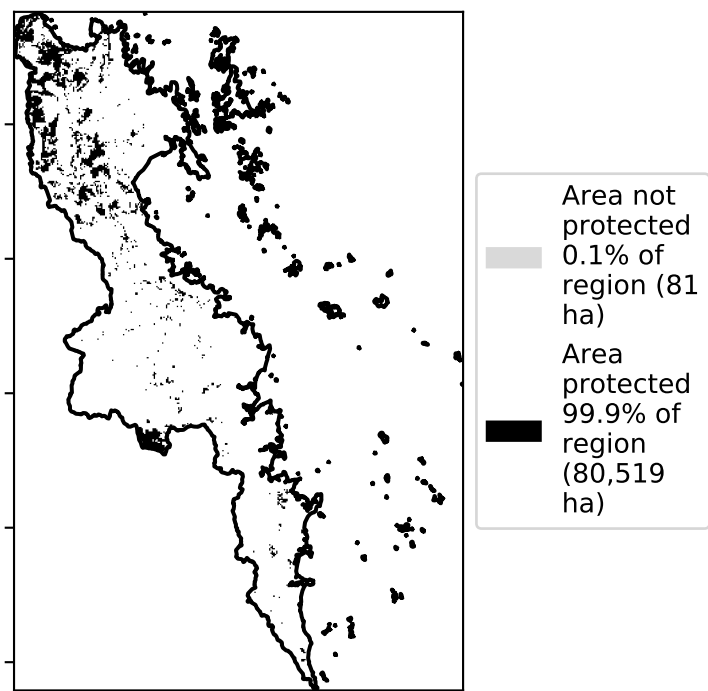 Area not
protected
0.1% of
region (81
ha)
Area
protected
99.9% of
region
(80,519
ha)